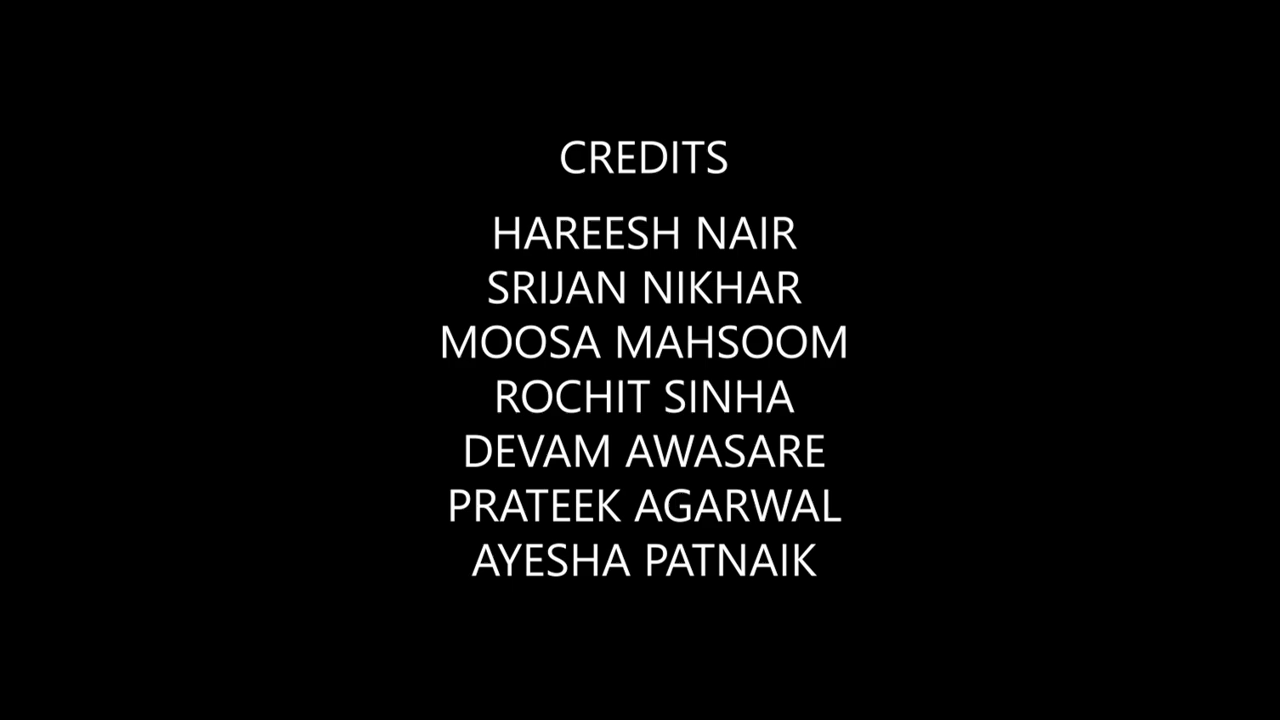 CREDITS
HAREESH NAIR
SRIJAN NIKHAR
MOOSA MAHSOOM
ROCHIT SINHA
DEVAM AWASARE
PRATEEK AGARWAL
AYESHA PATNAIK